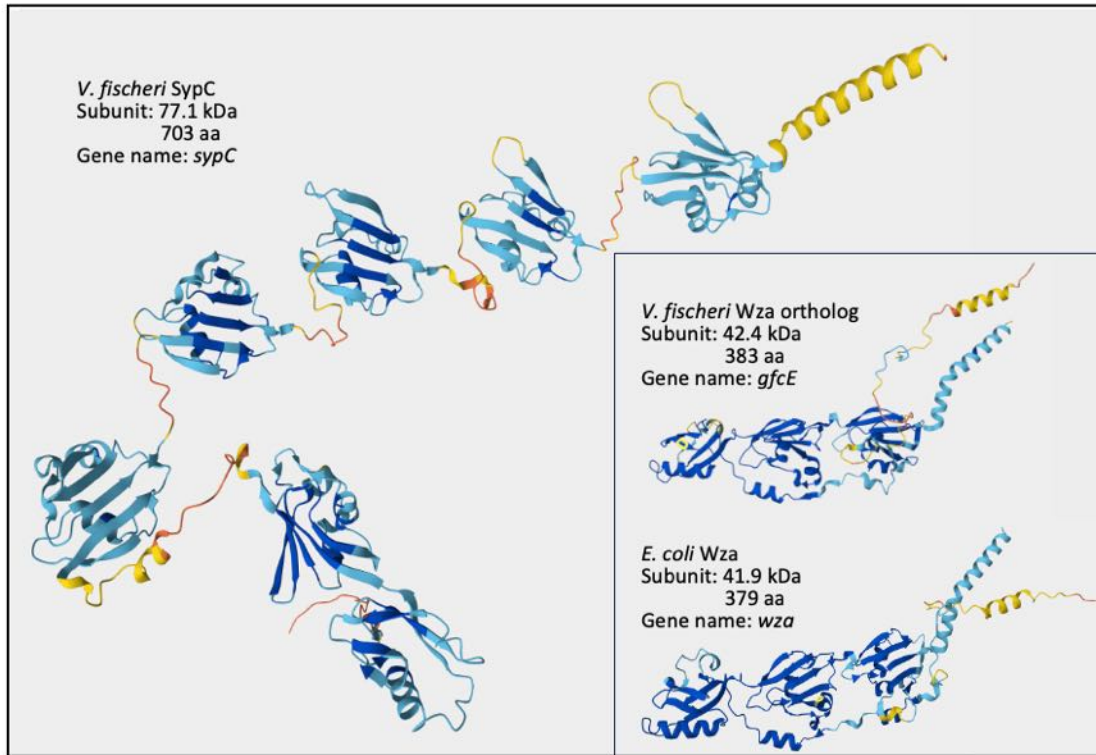 V. fischeri SypC
Subunit: 77.1 kDa
703 aa
Gene name: sypC
V. fischeri Wza ortholog
Subunit: 42.4 kDa
383 aa
Gene name: gfcE
E. coli Wza
Subunit: 41.9 kDa
379 aa
Gene name: wza